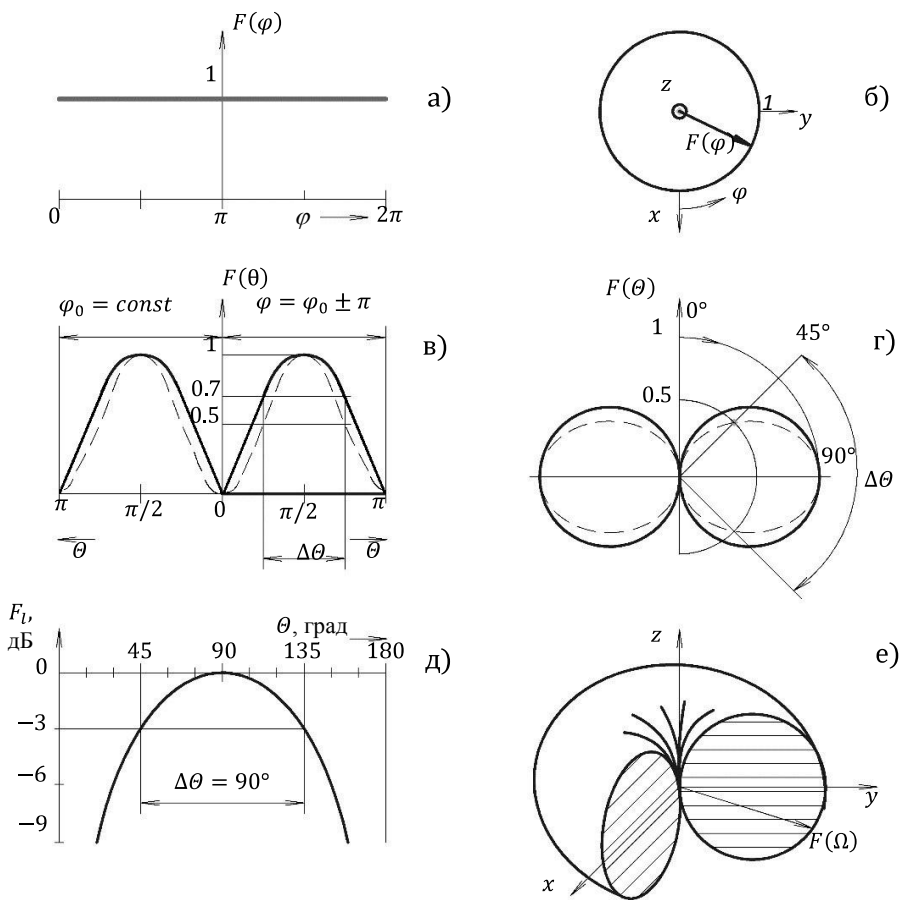 F(φ)
1
а)
0
π
φ
2π
z
1
y
F(φ)
x
φ
б)
F(θ)
φ₀ = const
φ = φ₀ ± π
1
0.7
0.5
в)
π
π/2
0
π/2
π
Θ
ΔΘ
Θ
F(Θ)
0°
1
45°
г)
0.5
90°
ΔΘ
Fₗ,
дБ
Θ, град
45
90
135
180
д)
0
−3
−6
−9
ΔΘ = 90°
z
е)
y
F(Ω)
x